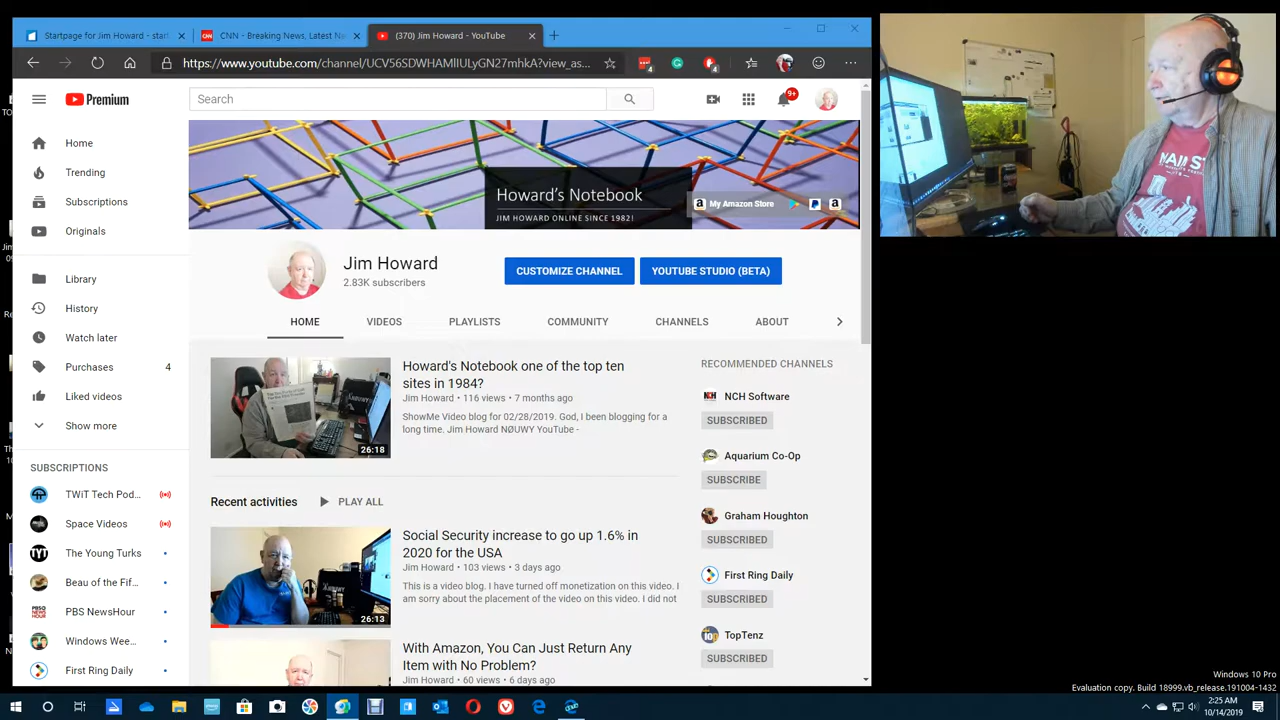 Startpage for Jim Howard - star
CNN - Breaking News, Latest Ne
(370) Jim Howard - YouTube
https://www.youtube.com/channel/UCV56SDWHAMlIULyGN27mhkA?view_as...
4
4
Premium
Search
9+
Home
Trending
Subscriptions
Originals
Library
History
Watch later
Purchases 4
Liked videos
Show more
SUBSCRIPTIONS
TWiT Tech Pod...
Space Videos
The Young Turks
Beau of the Fif...
PBS NewsHour
Windows Wee...
First Ring Daily
Howard's Notebook
JIM HOWARD ONLINE SINCE 1982!
My Amazon Store
Jim Howard
2.83K subscribers
CUSTOMIZE CHANNEL
YOUTUBE STUDIO (BETA)
HOME VIDEOS PLAYLISTS COMMUNITY CHANNELS ABOUT
Howard's Notebook one of the top ten
sites in 1984?
Jim Howard • 116 views • 7 months ago
ShowMe Video blog for 02/28/2019. God, I been blogging for a
long time. Jim Howard NØUWY YouTube -
26:18
Recent activities PLAY ALL
Social Security increase to go up 1.6% in
2020 for the USA
Jim Howard • 103 views • 3 days ago
This is a video blog. I have turned off monetization on this video. I
am sorry about the placement of the video on this video. I did not
26:13
With Amazon, You Can Just Return Any
Item with No Problem?
Jim Howard • 60 views • 6 days ago
RECOMMENDED CHANNELS
NCH Software
SUBSCRIBED
Aquarium Co-Op
SUBSCRIBE
Graham Houghton
SUBSCRIBED
First Ring Daily
SUBSCRIBED
TopTenz
SUBSCRIBED
MAIN ST
Windows 10 Pro
Evaluation copy. Build 18999.vb_release.191004-1432
2:25 AM
10/14/2019